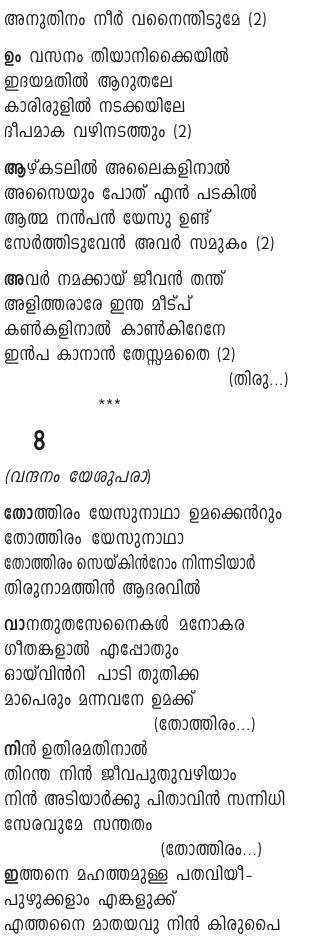 അനുതിനം നീർ വനൈന്തിടുമേ (2)
ഉം വസനം തിയാനിക്കൈയിൽ
ഇദയമതിൽ ആറുതലേ
കാരിരുളിൽ നടക്കയിലേ
ദീപമാക വഴിനടത്തും (2)
ആഴ്കടലിൽ അലൈകളിനാൽ
അസൈയും പോത് എൻ പടകിൽ
ആത്മ നൻപൻ യേസു ഉണ്ട്
സേർത്തിടുവേൻ അവർ സമുകം (2)
അവർ നമക്കായ് ജീവൻ തന്ത്
അളിത്തരാരേ ഇന്ത മീട്പ്
കൺകളിനാൽ കാൺകിറേനേ
ഇൻപ കാനാൻ തേസ്സമതൈ (2)
(തിരു...)
***
8
(വന്ദനം യേശുപരാ)
തോത്തിരം യേസുനാഥാ ഉമക്കെൻറും
തോത്തിരം യേസുനാഥാ
തോത്തിരം സെയ്കിൻറോം നിന്നടിയാർ
തിരുനാമത്തിൻ ആദരവിൽ
വാനതുതസേനൈകൾ മനോകര
ഗീതങ്കളാൽ എപ്പോതും
ഓയ്വിൻറി പാടി തുതിക്ക
മാപെരും മന്നവനേ ഉമക്ക്
(തോത്തിരം...)
നിൻ ഉതിരമതിനാൽ
തിറന്ത നിൻ ജീവപുതുവഴിയാം
നിൻ അടിയാർക്കു പിതാവിൻ സന്നിധി
സേരവുമേ സന്തതം
(തോത്തിരം...)
ഇത്തനെ മഹത്തമുള്ള പതവിയീ-
പുഴുക്കളാം എങ്കളുക്ക്
എത്തനൈ മാതയവു നിൻ കിരുപൈ